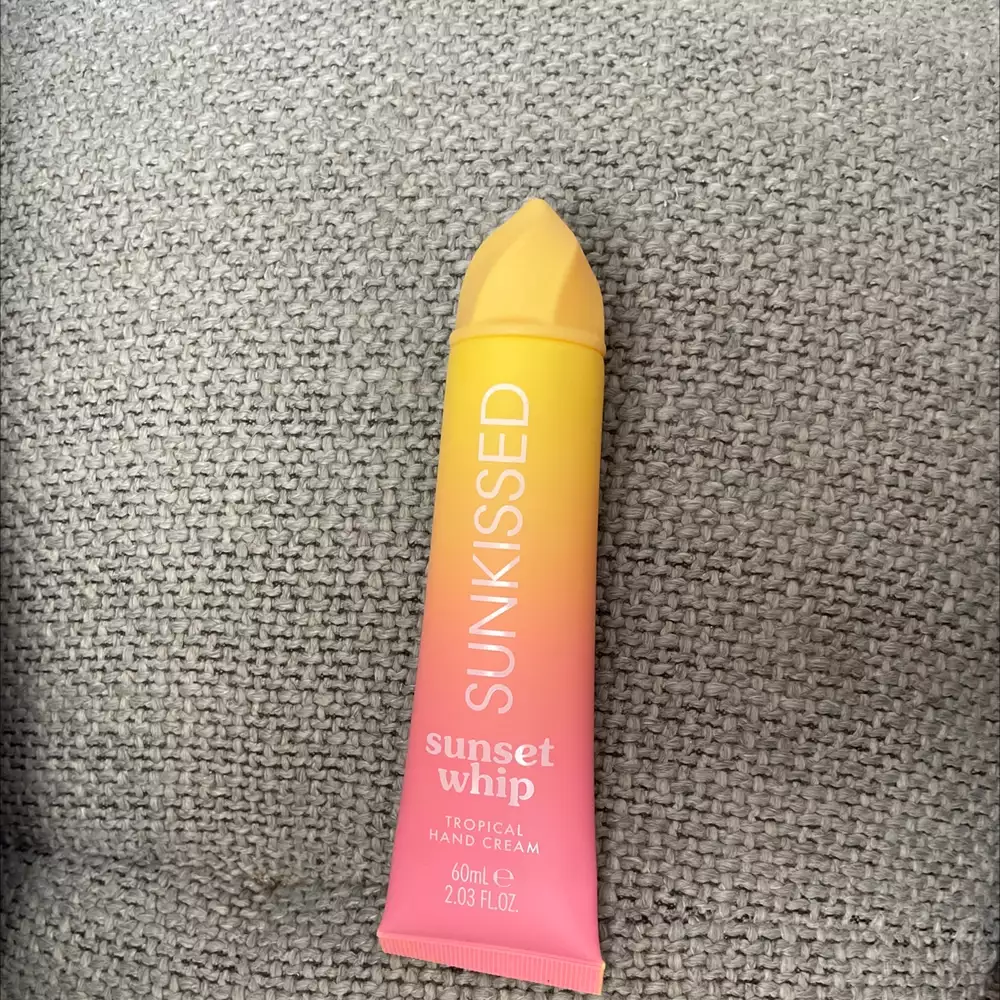 SUNKISSED
sunset
whip
TROPICAL
HAND CREAM
60mL ℮
2.03 FL.OZ.